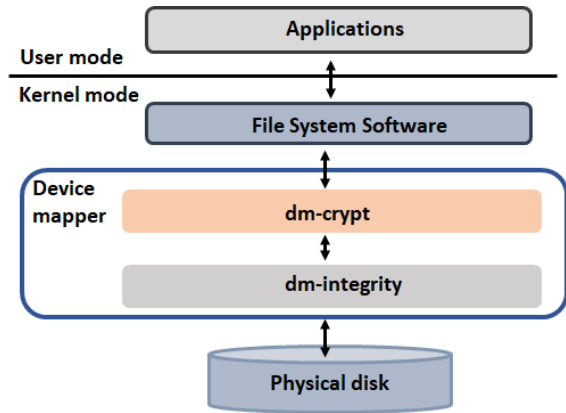 Applications
User mode
Kernel mode
File System Software
Device
mapper
dm-crypt
dm-integrity
Physical disk